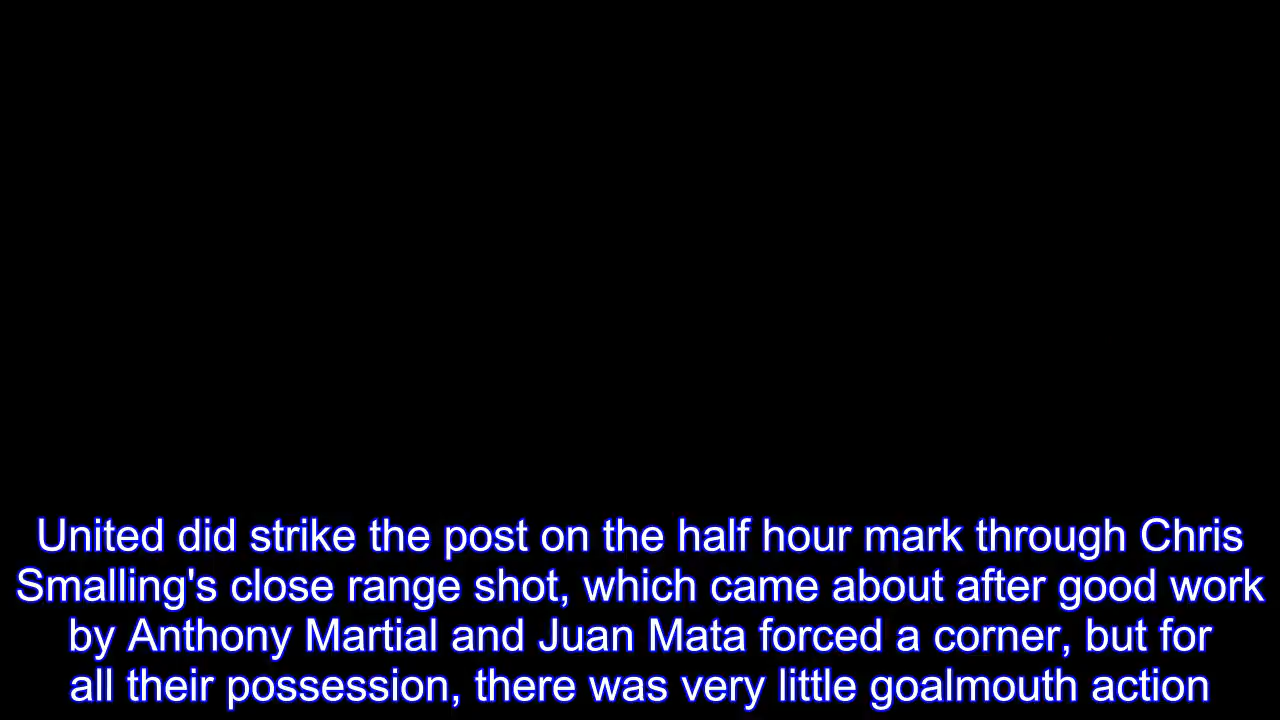 United did strike the post on the half hour mark through Chris
Smalling's close range shot, which came about after good work
by Anthony Martial and Juan Mata forced a corner, but for
all their possession, there was very little goalmouth action